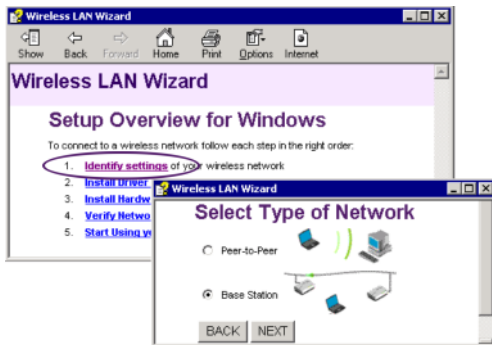 Wireless LAN Wizard
Show Back Forward Home Print Options Internet
Wireless LAN Wizard
Setup Overview for Windows
To connect to a wireless network follow each step in the right order:
1. Identify settings of your wireless network
2. Install Driver
3. Install Hardw
4. Verify Netwo
5. Start Using y
Wireless LAN Wizard
Select Type of Network
Peer-to-Peer
Base Station
BACK NEXT